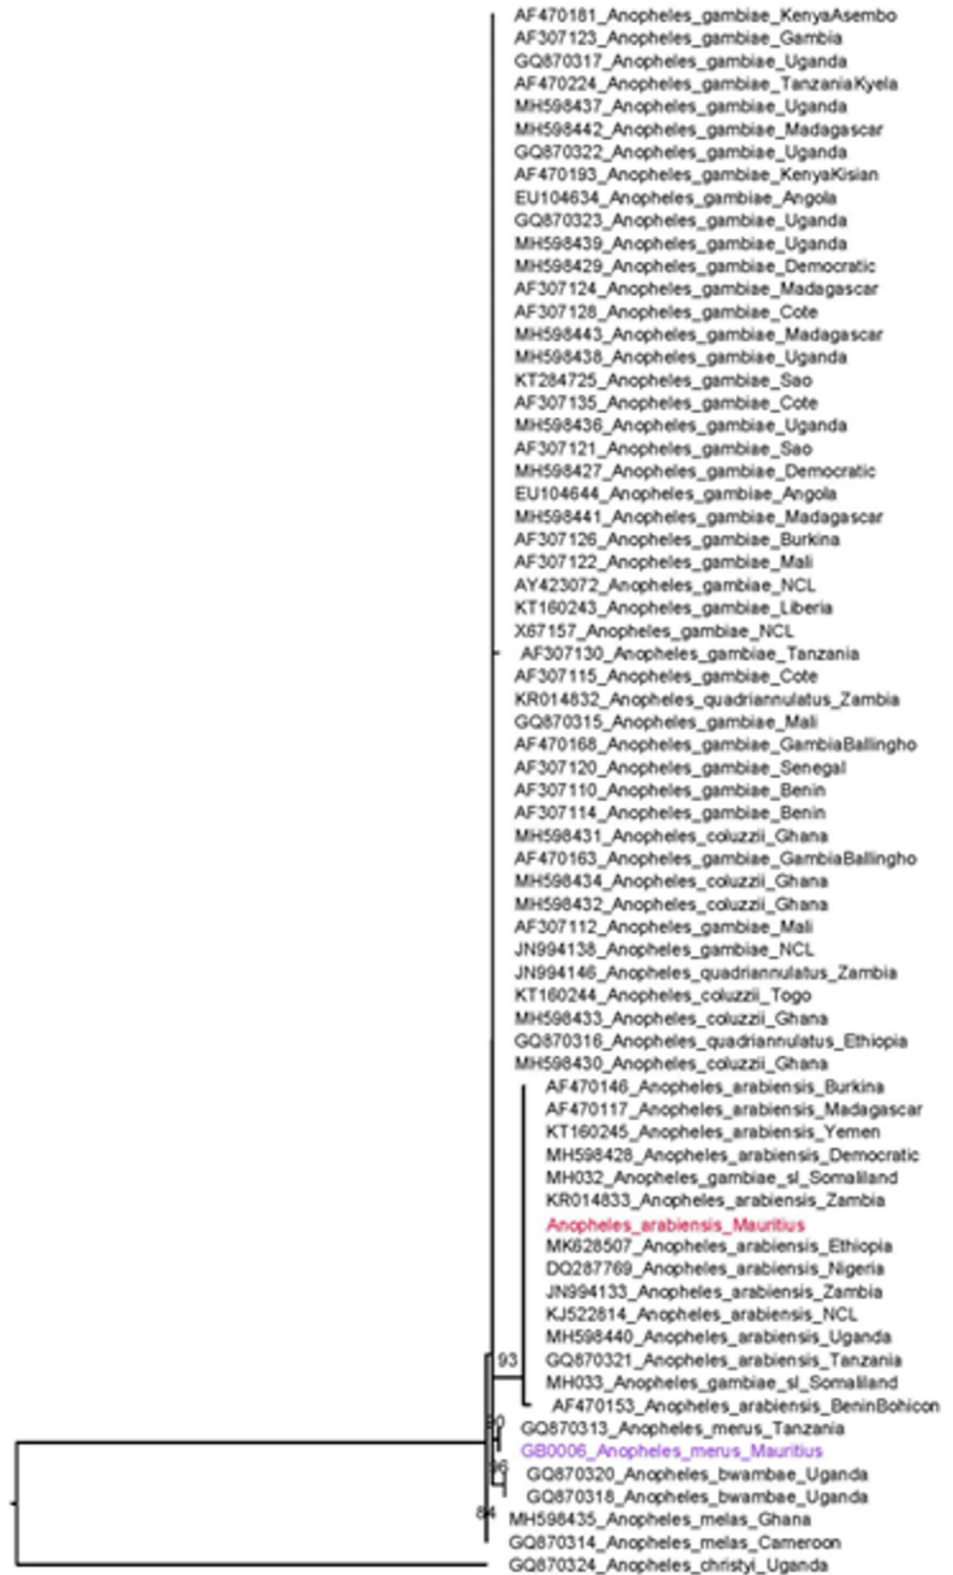 AF470181_Anopheles_gambiae_KenyaAsembo
AF307123_Anopheles_gambiae_Gambia
GQ870317_Anopheles_gambiae_Uganda
AF470224_Anopheles_gambiae_TanzaniaKyela
MH598437_Anopheles_gambiae_Uganda
MH598442_Anopheles_gambiae_Madagascar
GQ870322_Anopheles_gambiae_Uganda
AF470193_Anopheles_gambiae_KenyaKisian
EU104634_Anopheles_gambiae_Angola
GQ870323_Anopheles_gambiae_Uganda
MH598439_Anopheles_gambiae_Uganda
MH598429_Anopheles_gambiae_Democratic
AF307124_Anopheles_gambiae_Madagascar
AF307128_Anopheles_gambiae_Cote
MH598443_Anopheles_gambiae_Madagascar
MH598438_Anopheles_gambiae_Uganda
KT284725_Anopheles_gambiae_Sao
AF307135_Anopheles_gambiae_Cote
MH598436_Anopheles_gambiae_Uganda
AF307121_Anopheles_gambiae_Sao
MH598427_Anopheles_gambiae_Democratic
EU104644_Anopheles_gambiae_Angola
MH598441_Anopheles_gambiae_Madagascar
AF307126_Anopheles_gambiae_Burkina
AF307122_Anopheles_gambiae_Mali
AY423072_Anopheles_gambiae_NCL
KT160243_Anopheles_gambiae_Liberia
X67157_Anopheles_gambiae_NCL
AF307130_Anopheles_gambiae_Tanzania
AF307115_Anopheles_gambiae_Cote
KR014832_Anopheles_quadriannulatus_Zambia
GQ870315_Anopheles_gambiae_Mali
AF470168_Anopheles_gambiae_GambiaBallingho
AF307120_Anopheles_gambiae_Senegal
AF307110_Anopheles_gambiae_Benin
AF307114_Anopheles_gambiae_Benin
MH598431_Anopheles_coluzzii_Ghana
AF470163_Anopheles_gambiae_GambiaBallingho
MH598434_Anopheles_coluzzii_Ghana
MH598432_Anopheles_coluzzii_Ghana
AF307112_Anopheles_gambiae_Mali
JN994138_Anopheles_gambiae_NCL
JN994146_Anopheles_quadriannulatus_Zambia
KT160244_Anopheles_coluzzii_Togo
MH598433_Anopheles_coluzzii_Ghana
GQ870316_Anopheles_quadriannulatus_Ethiopia
MH598430_Anopheles_coluzzii_Ghana
AF470146_Anopheles_arabiensis_Burkina
AF470117_Anopheles_arabiensis_Madagascar
KT160245_Anopheles_arabiensis_Yemen
MH598428_Anopheles_arabiensis_Democratic
MH032_Anopheles_gambiae_sl_Somaliland
KR014833_Anopheles_arabiensis_Zambia
Anopheles_arabiensis_Mauritius
MK628507_Anopheles_arabiensis_Ethiopia
DQ287769_Anopheles_arabiensis_Nigeria
JN994133_Anopheles_arabiensis_Zambia
KJ522814_Anopheles_arabiensis_NCL
MH598440_Anopheles_arabiensis_Uganda
93 GQ870321_Anopheles_arabiensis_Tanzania
MH033_Anopheles_gambiae_sl_Somaliland
AF470153_Anopheles_arabiensis_BeninBohicon
GQ870313_Anopheles_merus_Tanzania
GB0006_Anopheles_merus_Mauritius
96 GQ870320_Anopheles_bwambae_Uganda
GQ870318_Anopheles_bwambae_Uganda
84 MH598435_Anopheles_melas_Ghana
GQ870314_Anopheles_melas_Cameroon
GQ870324_Anopheles_christyi_Uganda